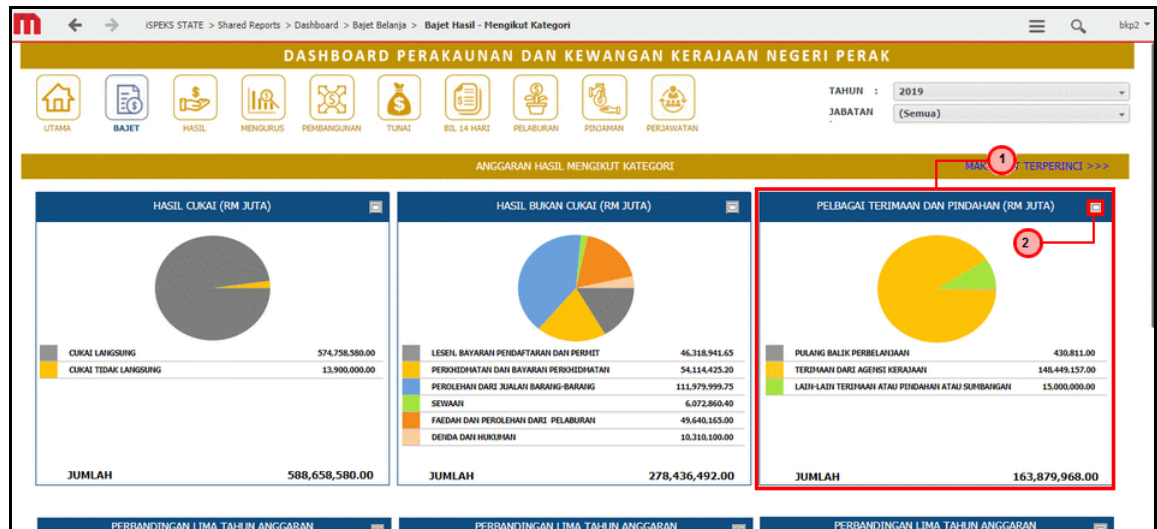 iSPEKS STATE > Shared Reports > Dashboard > Bajet Belanja > Bajet Hasil - Mengikut Kategori
bkp2
DASHBOARD PERAKAUNAN DAN KEWANGAN KERAJAAN NEGERI PERAK
UTAMA BAJET HASIL MENGURUS PEMBANGUNAN TUNAI BIL 14 HARI PELABURAN PINJAMAN PERJAWATAN
TAHUN : 2019
JABATAN : (Semua)
ANGGARAN HASIL MENGIKUT KATEGORI
TERPERINCI >>>
1
HASIL CUKAI (RM JUTA)
CUKAI LANGSUNG 574,758,580.00
CUKAI TIDAK LANGSUNG 13,900,000.00
JUMLAH 588,658,580.00
HASIL BUKAN CUKAI (RM JUTA)
LESEN, BAYARAN PENDAFTARAN DAN PERMIT 46,318,941.65
PERKHIDMATAN DAN BAYARAN PERKHIDMATAN 54,114,425.20
PEROLEHAN DARI JUALAN BARANG-BARANG 111,979,999.75
SEWAAN 6,072,860.40
FAEDAH DAN PEROLEHAN DARI PELABURAN 49,640,165.00
DENDA DAN HUKUMAN 10,310,100.00
JUMLAH 278,436,492.00
PELBAGAI TERIMAAN DAN PINDAHAN (RM JUTA)
2
PULANG BALIK PERBELANJAAN 430,811.00
TERIMAAN DARI AGENSI KERAJAAN 148,449,157.00
LAIN-LAIN TERIMAAN ATAU PINDAHAN ATAU SUMBANGAN 15,000,000.00
JUMLAH 163,879,968.00
PERBANDINGAN LIMA TAHUN ANGGARAN
PERBANDINGAN LIMA TAHUN ANGGARAN
PERBANDINGAN LIMA TAHUN ANGGARAN